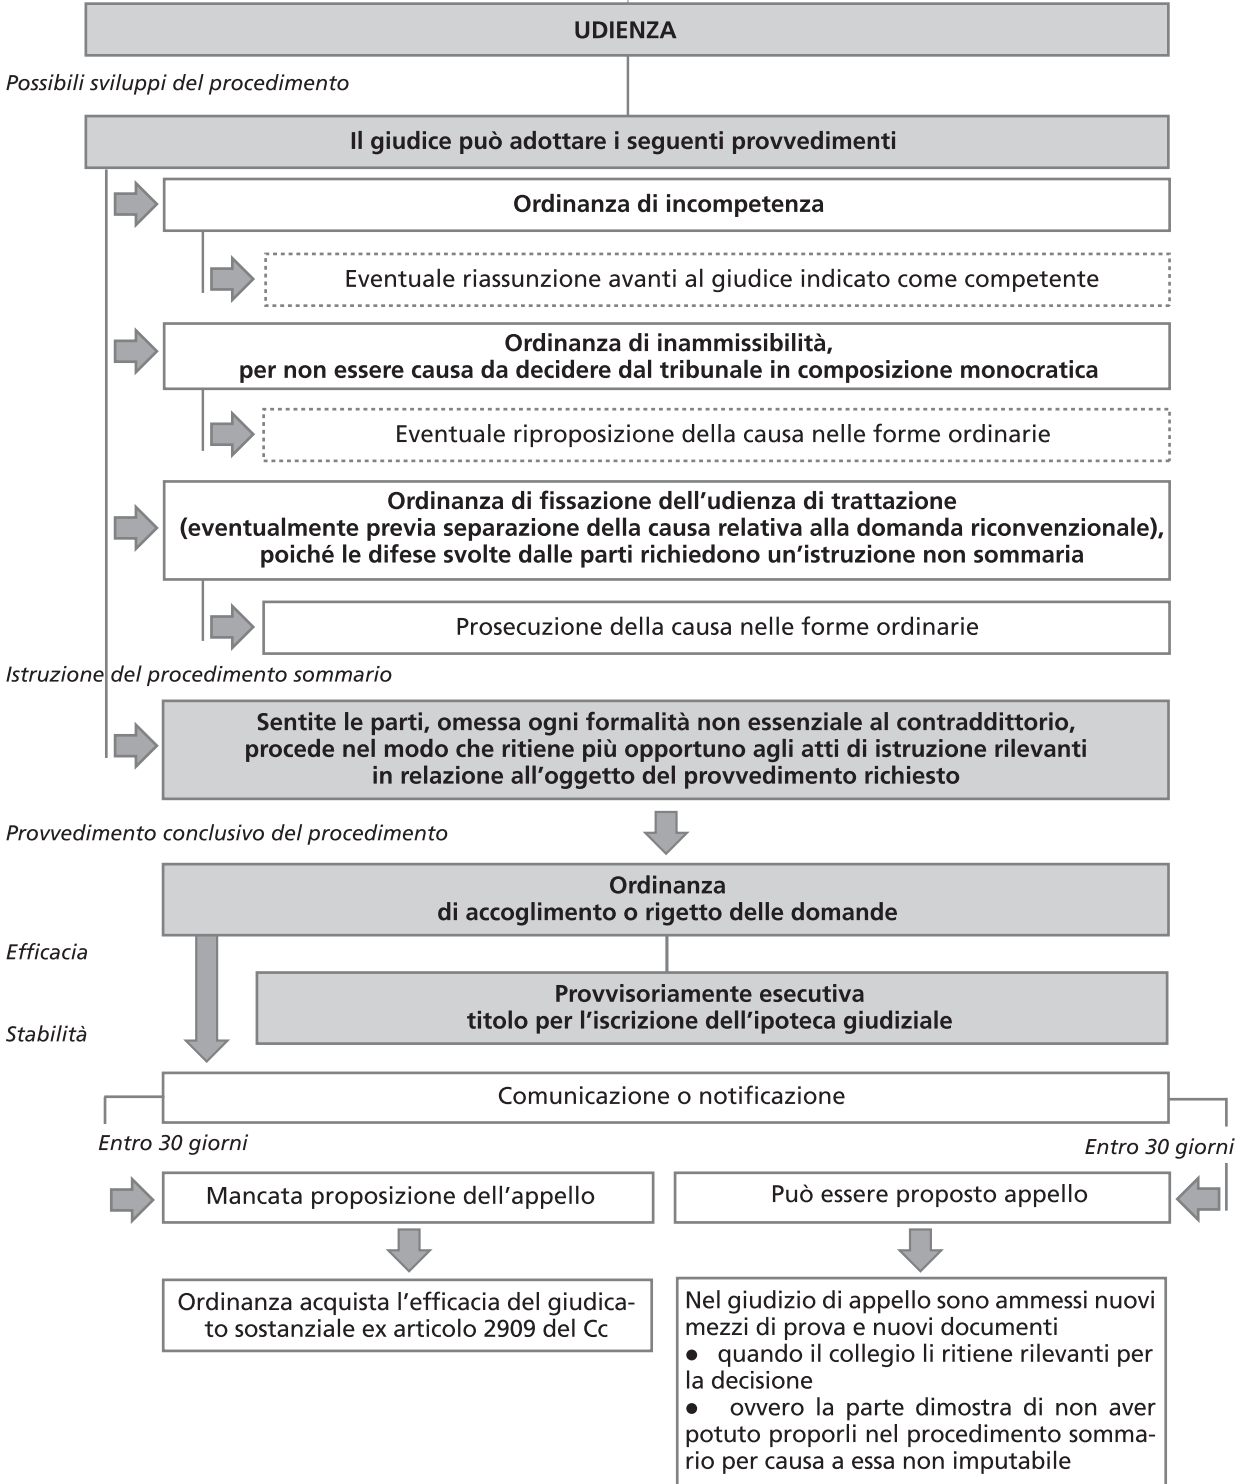 UDIENZA
Possibili sviluppi del procedimento
Il giudice può adottare i seguenti provvedimenti
Ordinanza di incompetenza
Eventuale riassunzione avanti al giudice indicato come competente
Ordinanza di inammissibilità,
per non essere causa da decidere dal tribunale in composizione monocratica
Eventuale riproposizione della causa nelle forme ordinarie
Ordinanza di fissazione dell'udienza di trattazione
(eventualmente previa separazione della causa relativa alla domanda riconvenzionale),
poiché le difese svolte dalle parti richiedono un'istruzione non sommaria
Prosecuzione della causa nelle forme ordinarie
Istruzione del procedimento sommario
Sentite le parti, omessa ogni formalità non essenziale al contraddittorio,
procede nel modo che ritiene più opportuno agli atti di istruzione rilevanti
in relazione all'oggetto del provvedimento richiesto
Provvedimento conclusivo del procedimento
Ordinanza
di accoglimento o rigetto delle domande
Efficacia
Provvisoriamente esecutiva
titolo per l'iscrizione dell'ipoteca giudiziale
Stabilità
Comunicazione o notificazione
Entro 30 giorni
Entro 30 giorni
Mancata proposizione dell'appello
Può essere proposto appello
Ordinanza acquista l'efficacia del giudica-
to sostanziale ex articolo 2909 del Cc
Nel giudizio di appello sono ammessi nuovi
mezzi di prova e nuovi documenti
● quando il collegio li ritiene rilevanti per
la decisione
● ovvero la parte dimostra di non aver
potuto proporli nel procedimento somma-
rio per causa a essa non imputabile